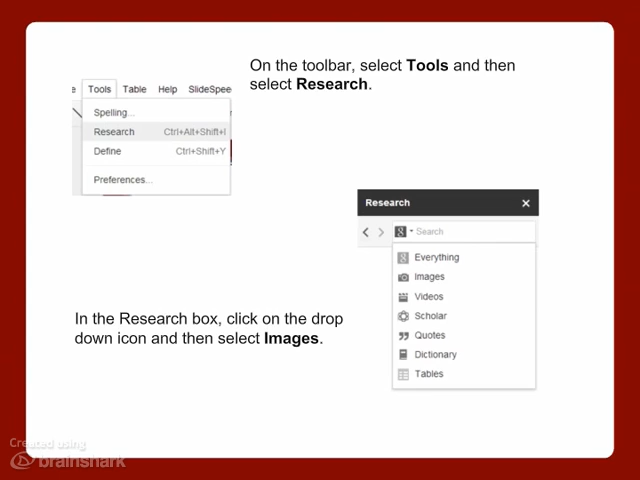 On the toolbar, select Tools and then
select Research.
e Tools Table Help SlideSpee
Spelling...
Research Ctrl+Alt+Shift+I
Define Ctrl+Shift+Y
Preferences...
Research
Search
Everything
Images
Videos
Scholar
Quotes
Dictionary
Tables
In the Research box, click on the drop
down icon and then select Images.
Created using
brainshark